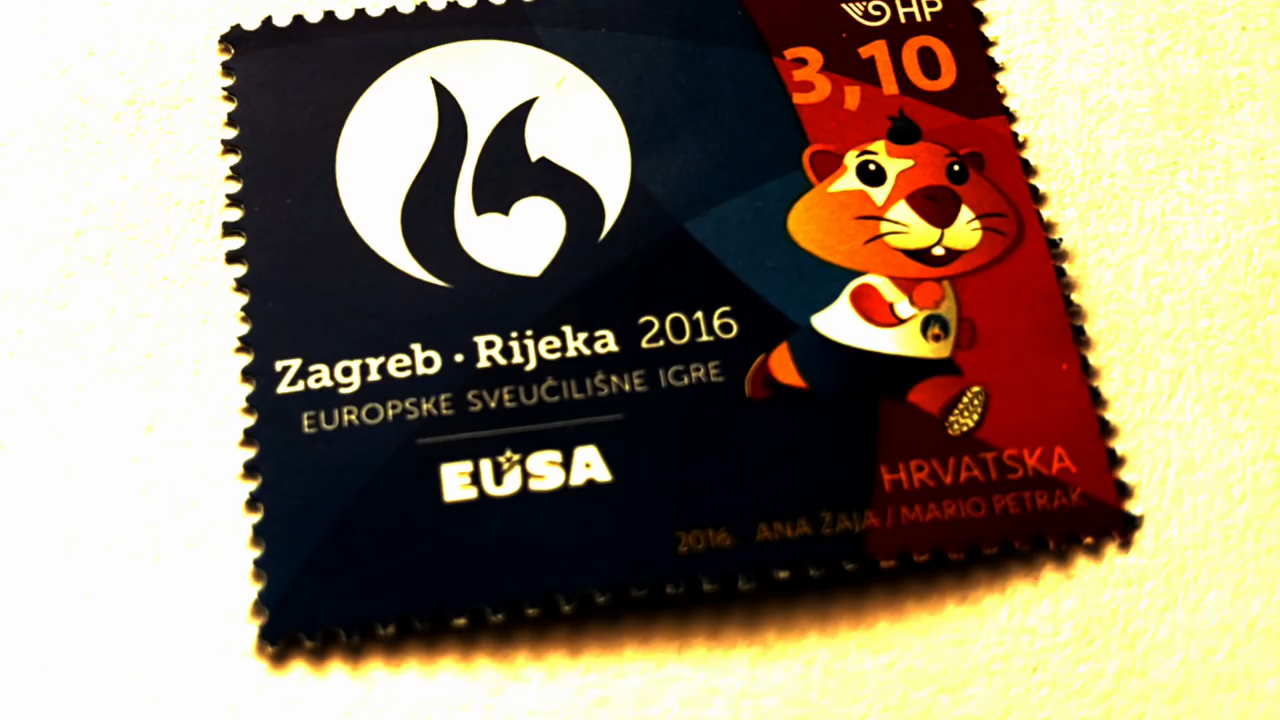 HP
3,10
Zagreb · Rijeka 2016
EUROPSKE SVEUČILIŠNE IGRE
EUSA
HRVATSKA
2016. ANA ŽAJA / MARIO PETRAK